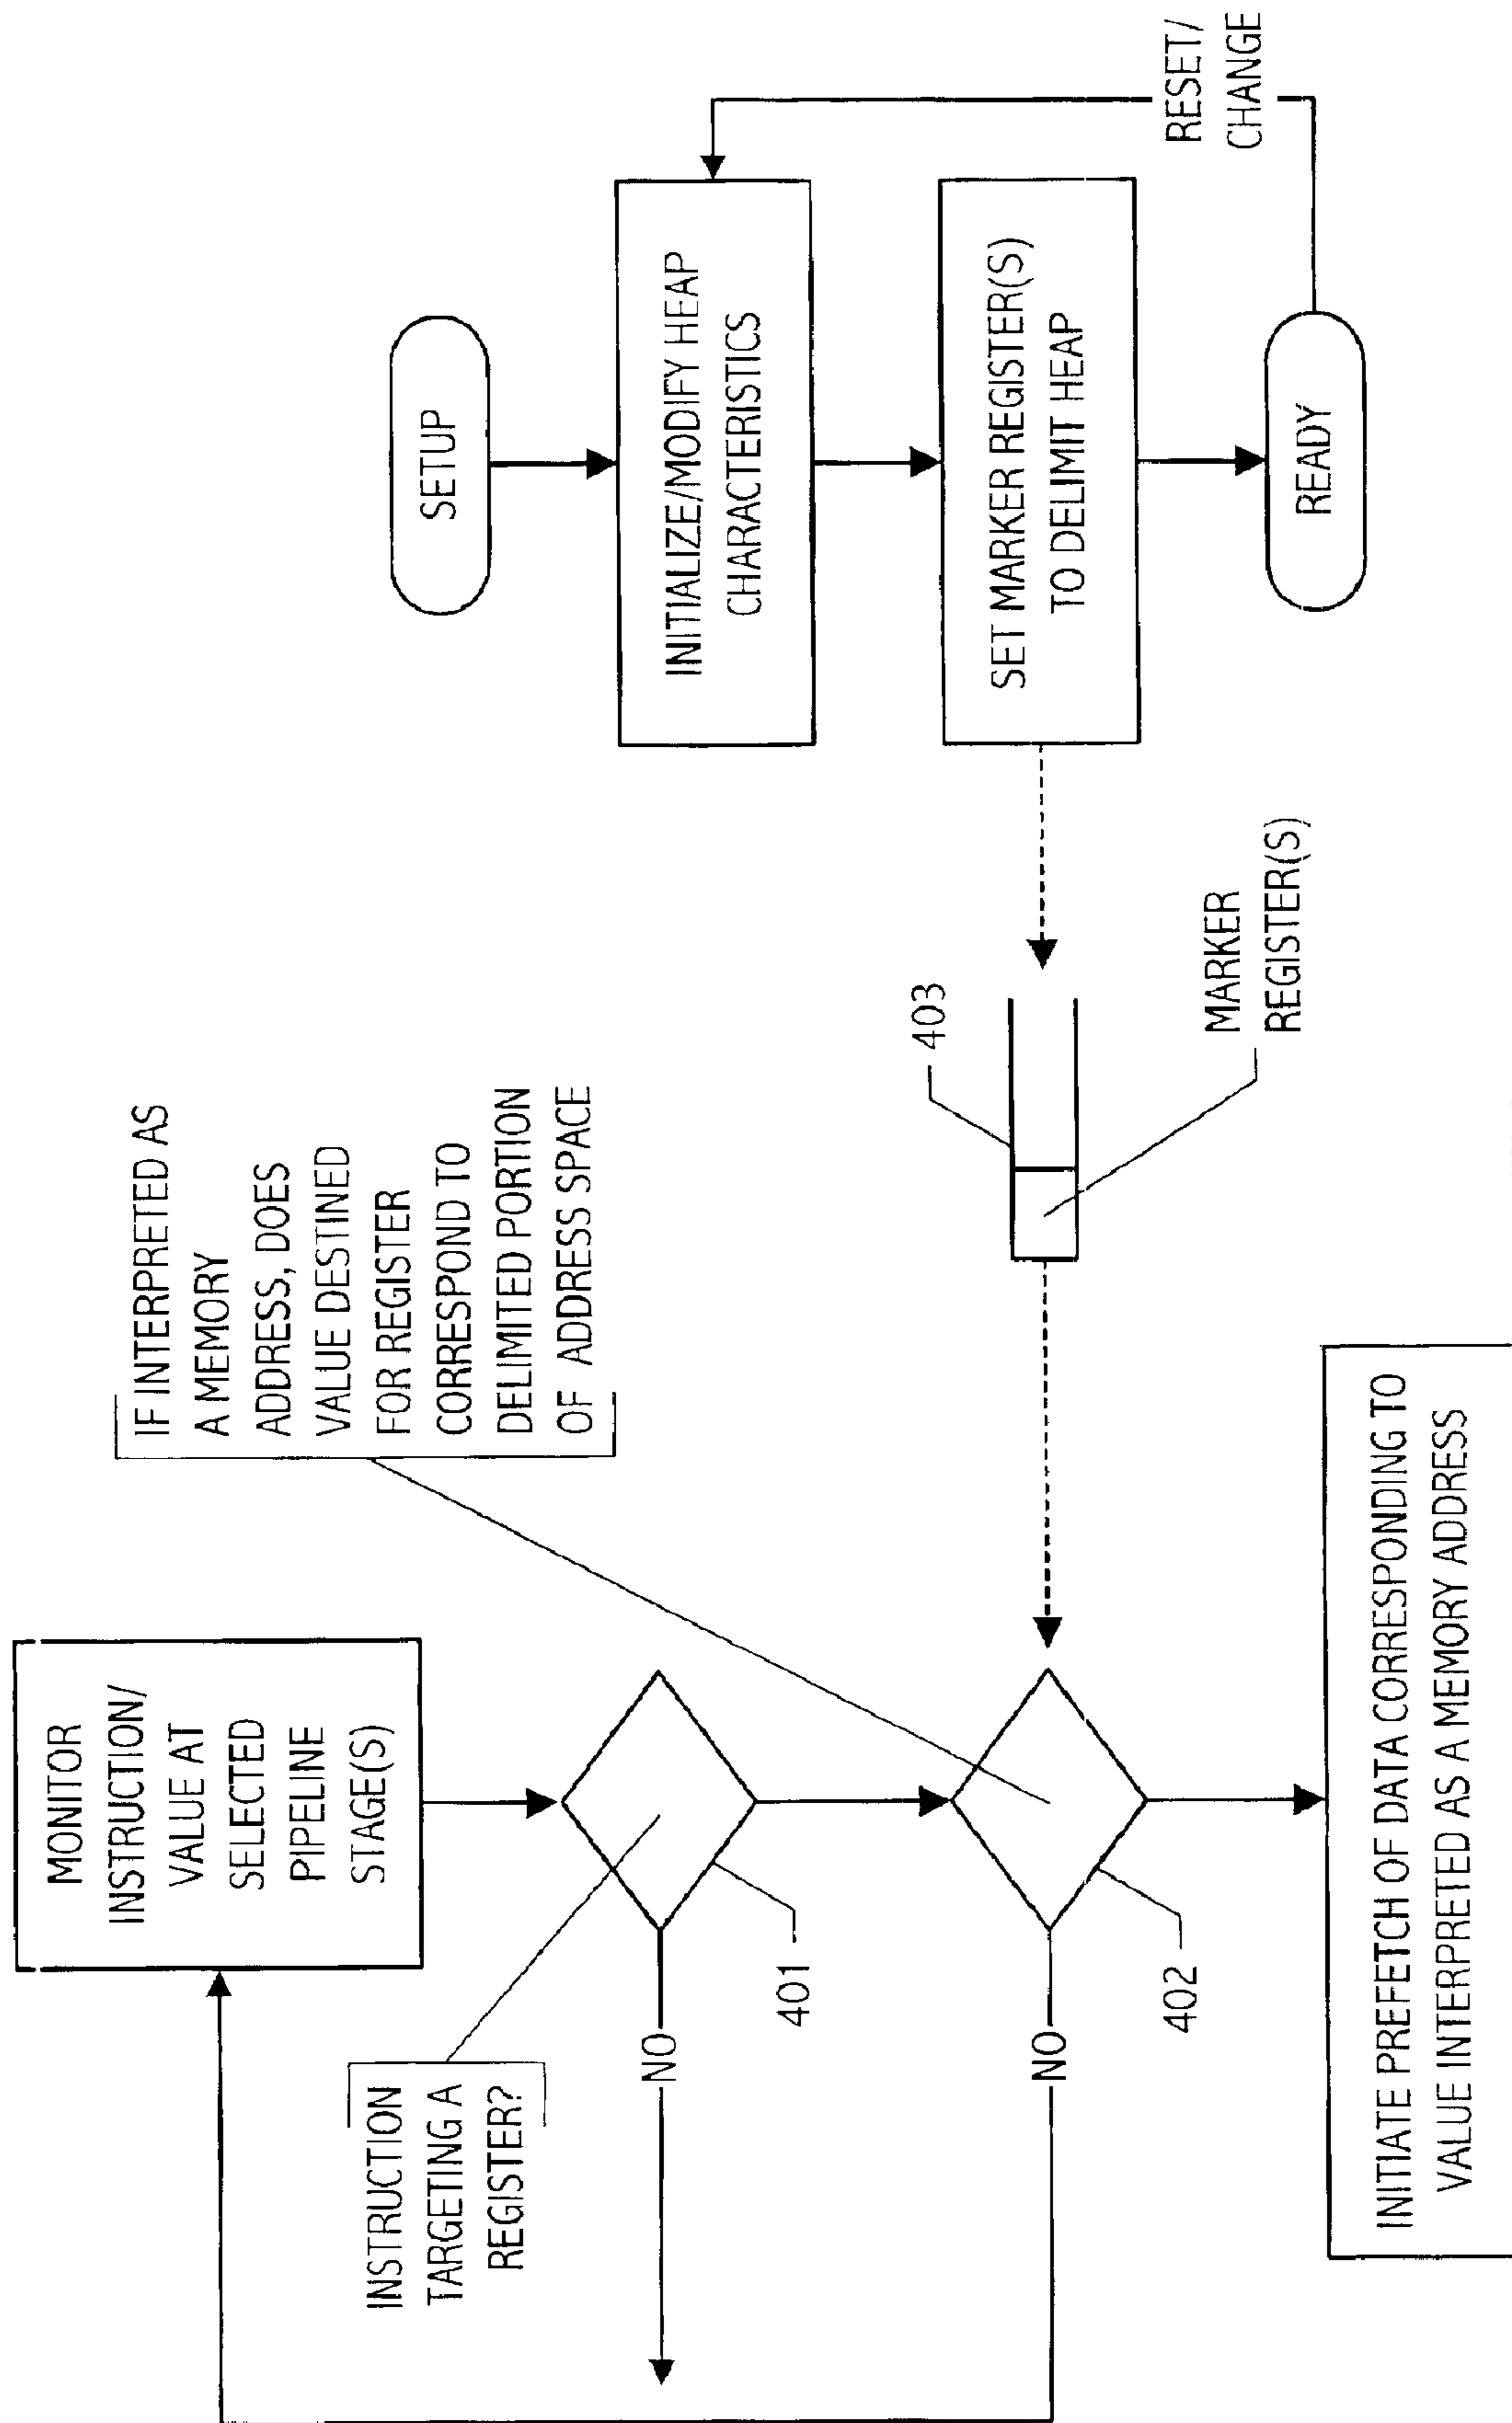 MONITOR
INSTRUCTION/
VALUE AT
SELECTED
PIPELINE
STAGE(S)
INSTRUCTION
TARGETING A
REGISTER?
NO
401
IF INTERPRETED AS
A MEMORY
ADDRESS, DOES
VALUE DESTINED
FOR REGISTER
CORRESPOND TO
DELIMITED PORTION
OF ADDRESS SPACE
NO
402
INITIATE PREFETCH OF DATA CORRESPONDING TO
VALUE INTERPRETED AS A MEMORY ADDRESS
403
MARKER
REGISTER(S)
SETUP
INITIALIZE/MODIFY HEAP
CHARACTERISTICS
SET MARKER REGISTER(S)
TO DELIMIT HEAP
READY
RESET/
CHANGE